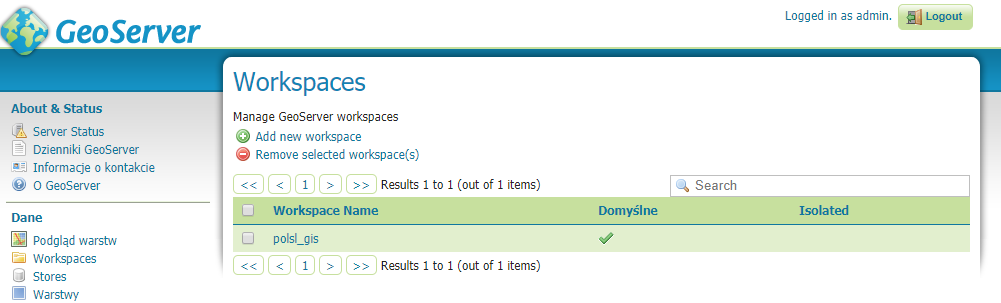 GeoServer
Logged in as admin.
Logout
About & Status
Server Status
Dzienniki GeoServer
Informacje o kontakcie
O GeoServer
Dane
Podgląd warstw
Workspaces
Stores
Warstwy
Workspaces
Manage GeoServer workspaces
Add new workspace
Remove selected workspace(s)
<< < 1 > >> Results 1 to 1 (out of 1 items)
Search
Workspace Name Domyślne Isolated
polsl_gis
<< < 1 > >> Results 1 to 1 (out of 1 items)